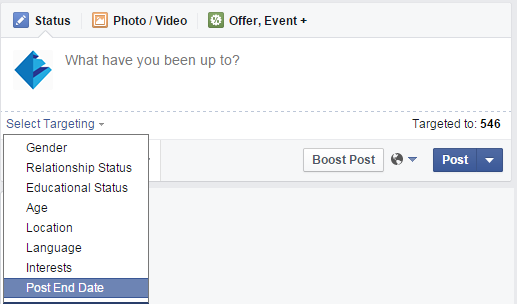 Status Photo / Video Offer, Event +
What have you been up to?
Select Targeting Targeted to: 546
Gender
Relationship Status
Boost Post Post
Educational Status
Age
Location
Language
Interests
Post End Date